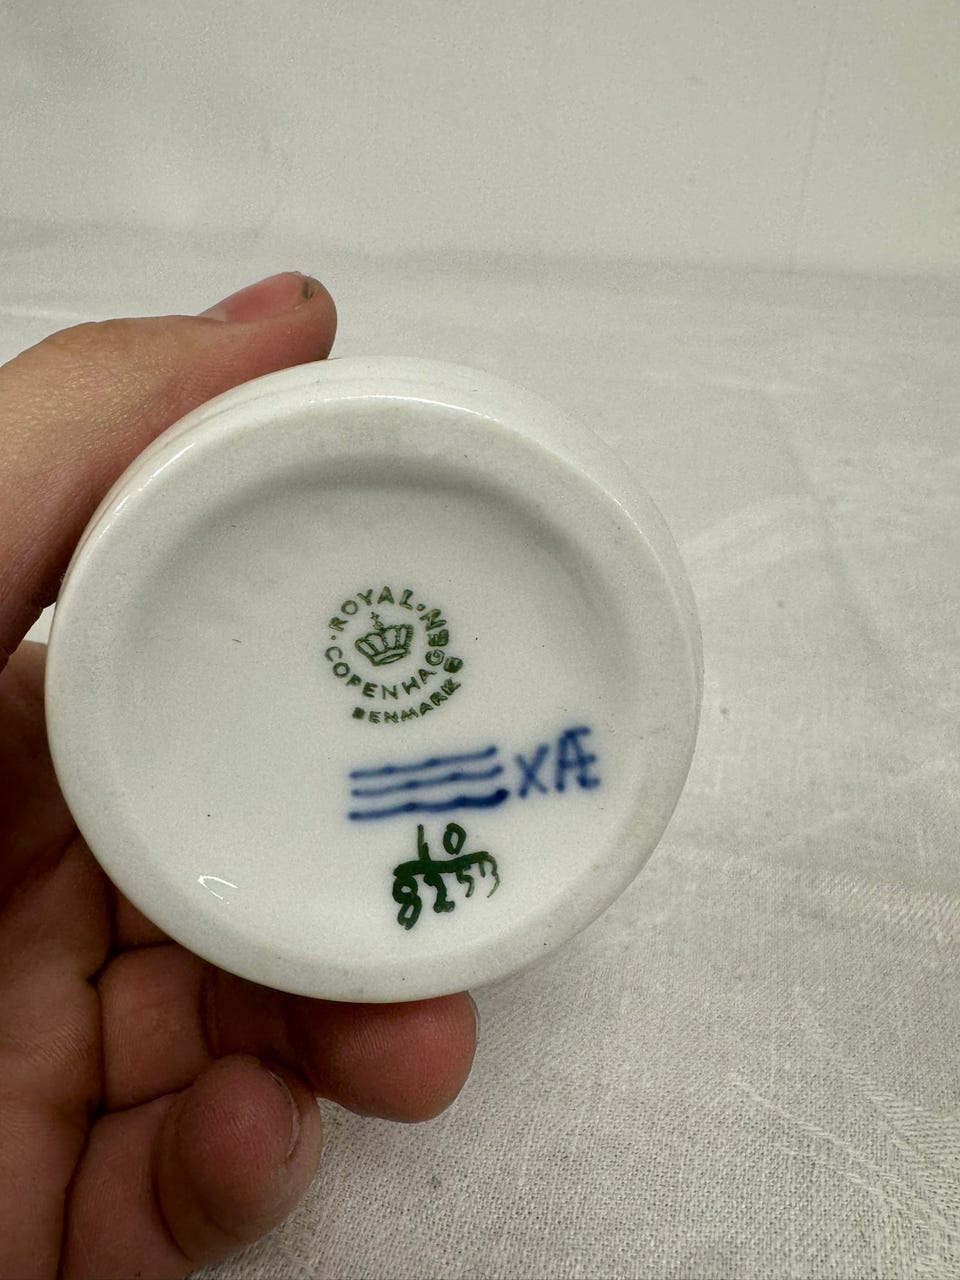 ROYAL
COPENHAGEN
DENMARK
XÆ
10
8253